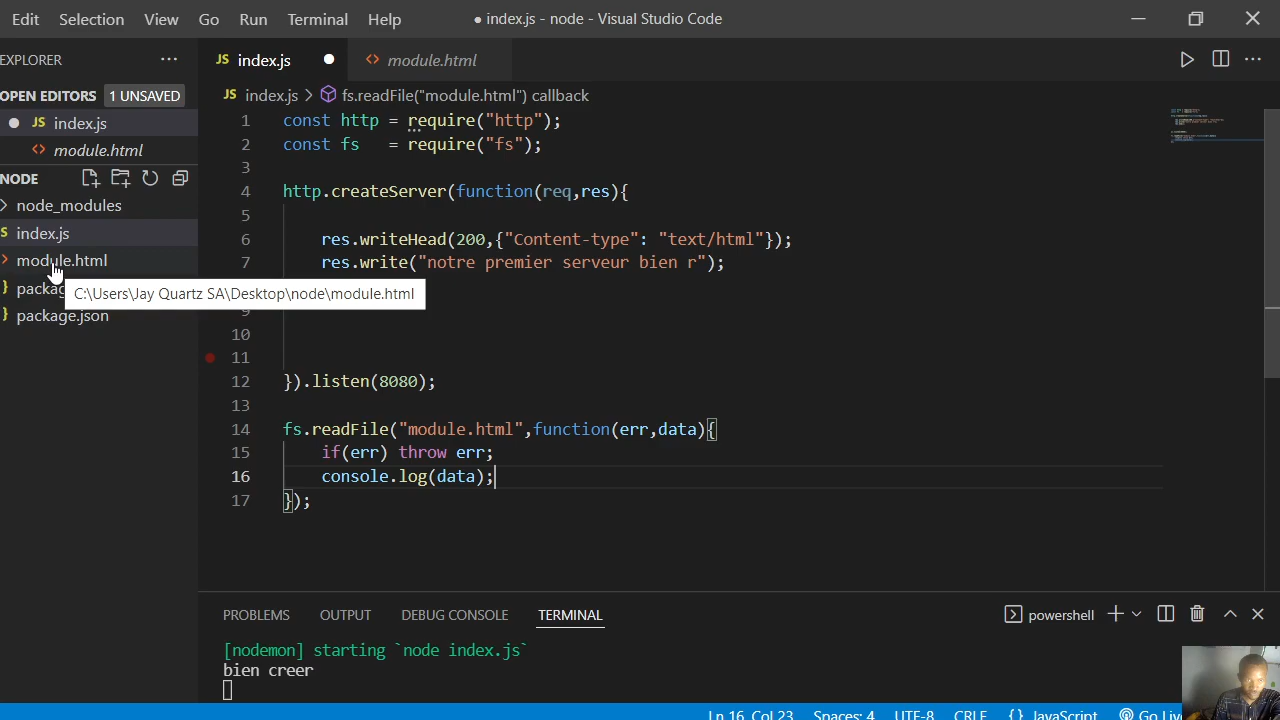 Edit Selection View Go Run Terminal Help ● index.js - node - Visual Studio Code
EXPLORER ···
JS index.js ● <> module.html
OPEN EDITORS 1 UNSAVED
● JS index.js
<> module.html
NODE
> node_modules
S index.js
> module.html
} packag
} package.json
C:\Users\Jay Quartz SA\Desktop\node\module.html
JS index.js > fs.readFile("module.html") callback
1 const http = require("http");
2 const fs   = require("fs");
3
4 http.createServer(function(req,res){
5
6     res.writeHead(200,{"Content-type": "text/html"});
7     res.write("notre premier serveur bien r");
9
10
11
12 }).listen(8080);
13
14 fs.readFile("module.html",function(err,data){
15     if(err) throw err;
16     console.log(data);
17 });
PROBLEMS OUTPUT DEBUG CONSOLE TERMINAL powershell
[nodemon] starting `node index.js`
bien creer
Ln 16, Col 23 Spaces: 4 UTF-8 CRLF {} JavaScript Go Liv